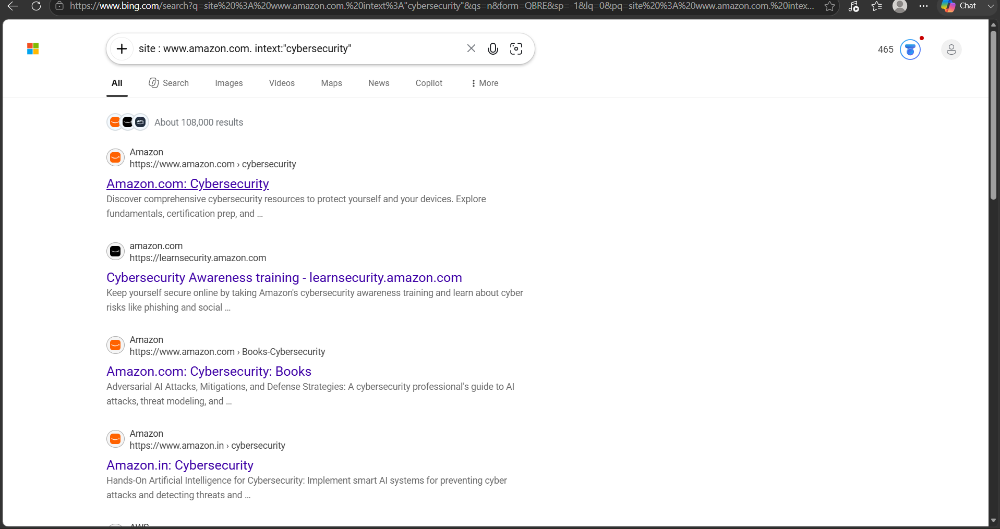 https://www.bing.com/search?q=site%20%3A%20www.amazon.com.%20intext%3A"cybersecurity"&qs=n&form=QBRE&sp=-1&lq=0&pq=site%20%3A%20www.amazon.com.%20intex...
Chat
site : www.amazon.com. intext:"cybersecurity"
465
All
Search
Images
Videos
Maps
News
Copilot
More
aws
About 108,000 results
Amazon
https://www.amazon.com › cybersecurity
Amazon.com: Cybersecurity
Discover comprehensive cybersecurity resources to protect yourself and your devices. Explore
fundamentals, certification prep, and ...
amazon.com
https://learnsecurity.amazon.com
Cybersecurity Awareness training - learnsecurity.amazon.com
Keep yourself secure online by taking Amazon's cybersecurity awareness training and learn about cyber
risks like phishing and social ...
Amazon
https://www.amazon.com › Books-Cybersecurity
Amazon.com: Cybersecurity: Books
Adversarial AI Attacks, Mitigations, and Defense Strategies: A cybersecurity professional's guide to AI
attacks, threat modeling, and ...
Amazon
https://www.amazon.in › cybersecurity
Amazon.in: Cybersecurity
Hands-On Artificial Intelligence for Cybersecurity: Implement smart AI systems for preventing cyber
attacks and detecting threats and ...
AWS